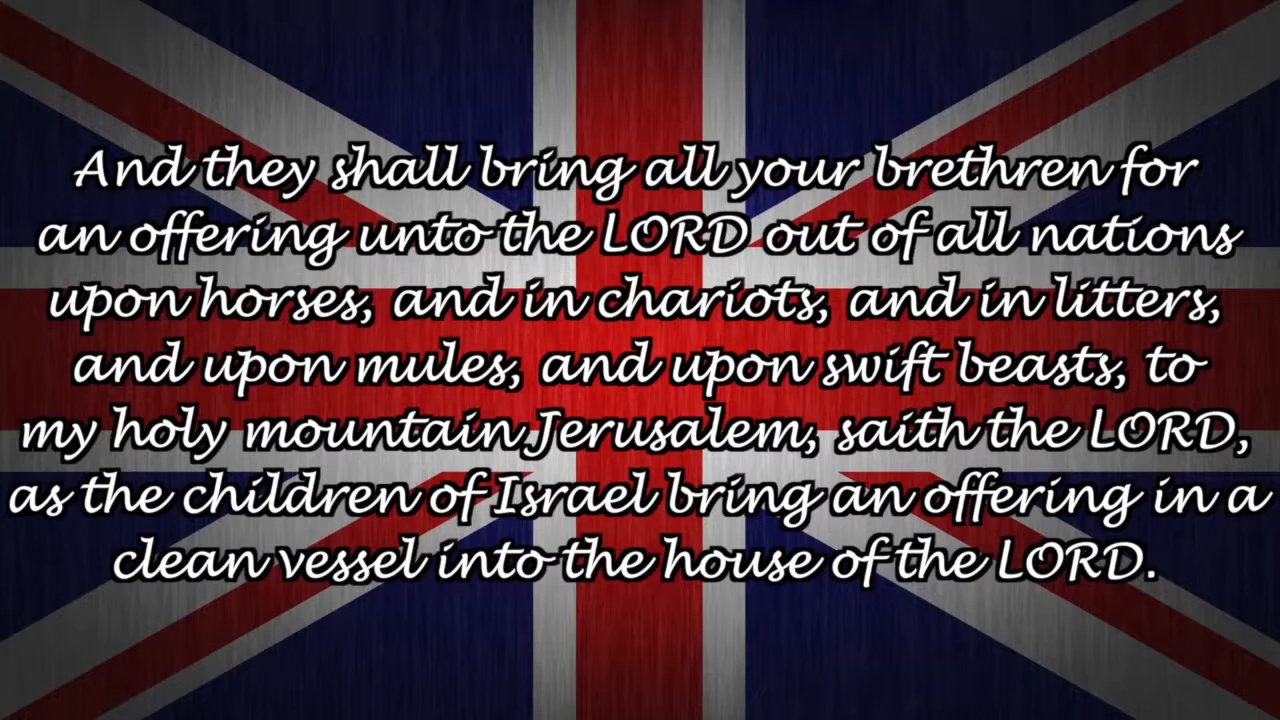 And they shall bring all your brethren for
an offering unto the LORD out of all nations
upon horses, and in chariots, and in litters,
and upon mules, and upon swift beasts, to
my holy mountain Jerusalem, saith the LORD,
as the children of Israel bring an offering in a
clean vessel into the house of the LORD.